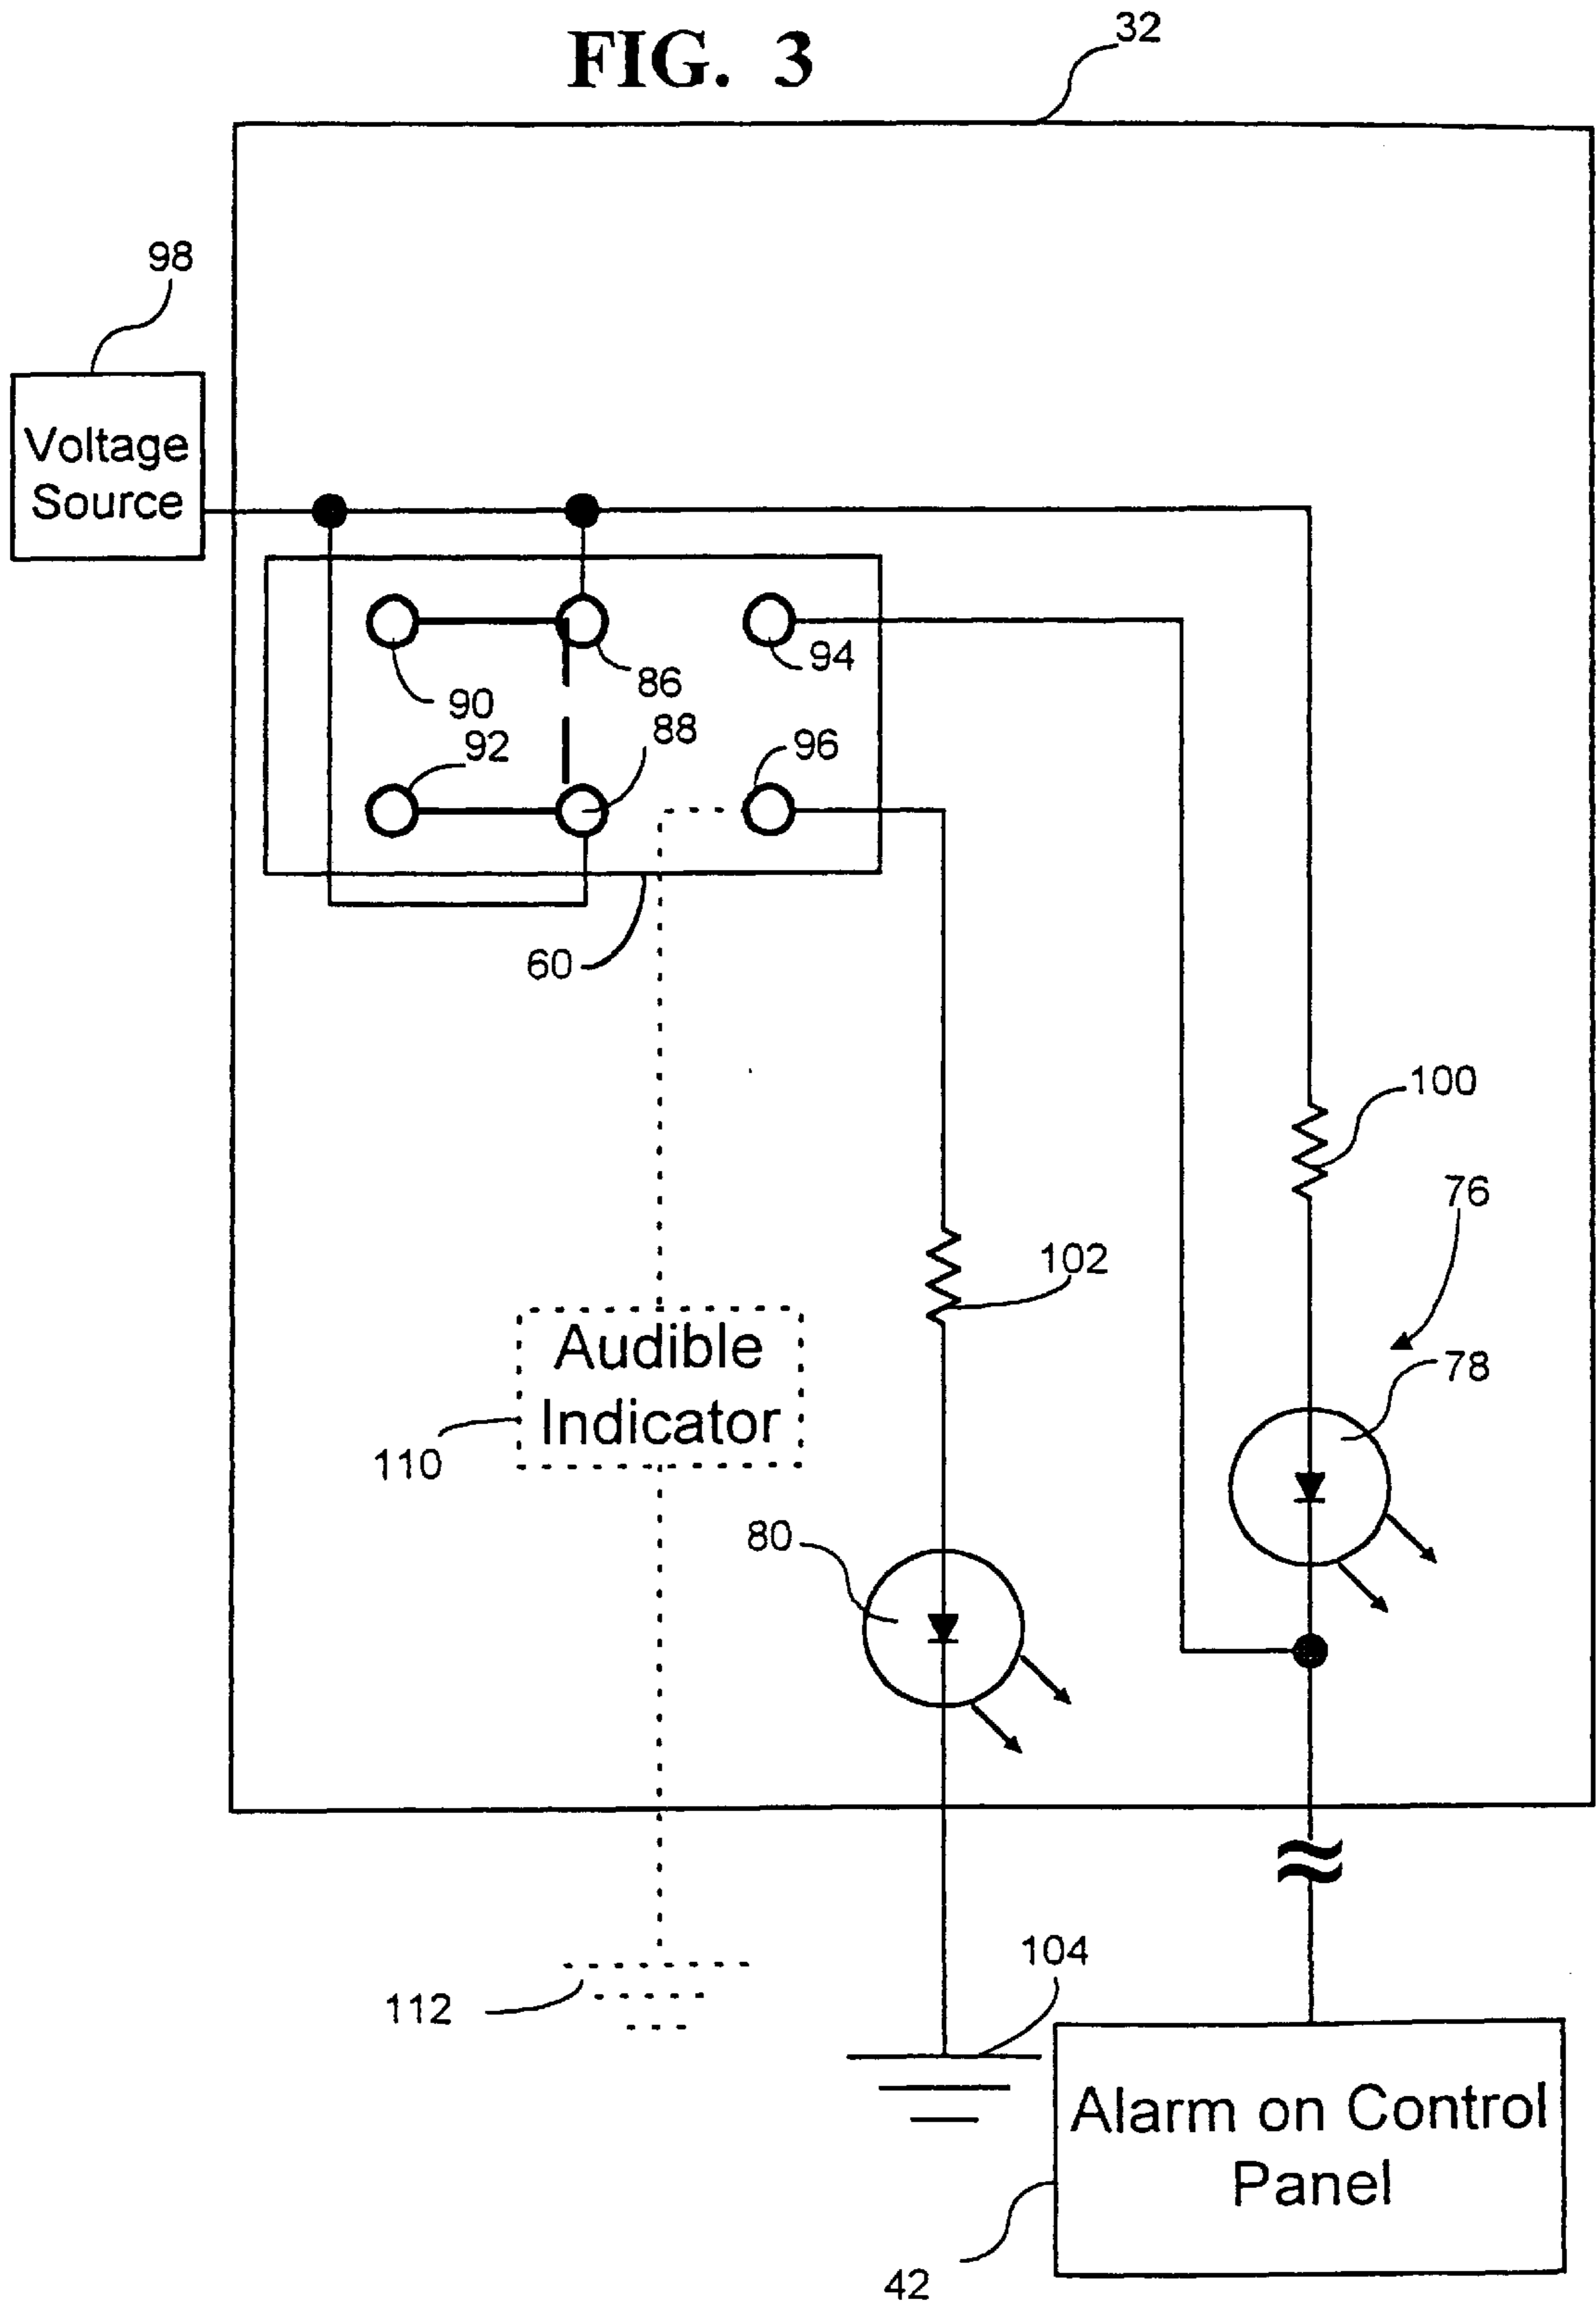 FIG. 3
32
98
Voltage
Source
90
86
94
92
88
96
60
100
76
102
78
Audible
Indicator
110
80
104
112
Alarm on Control
Panel
42